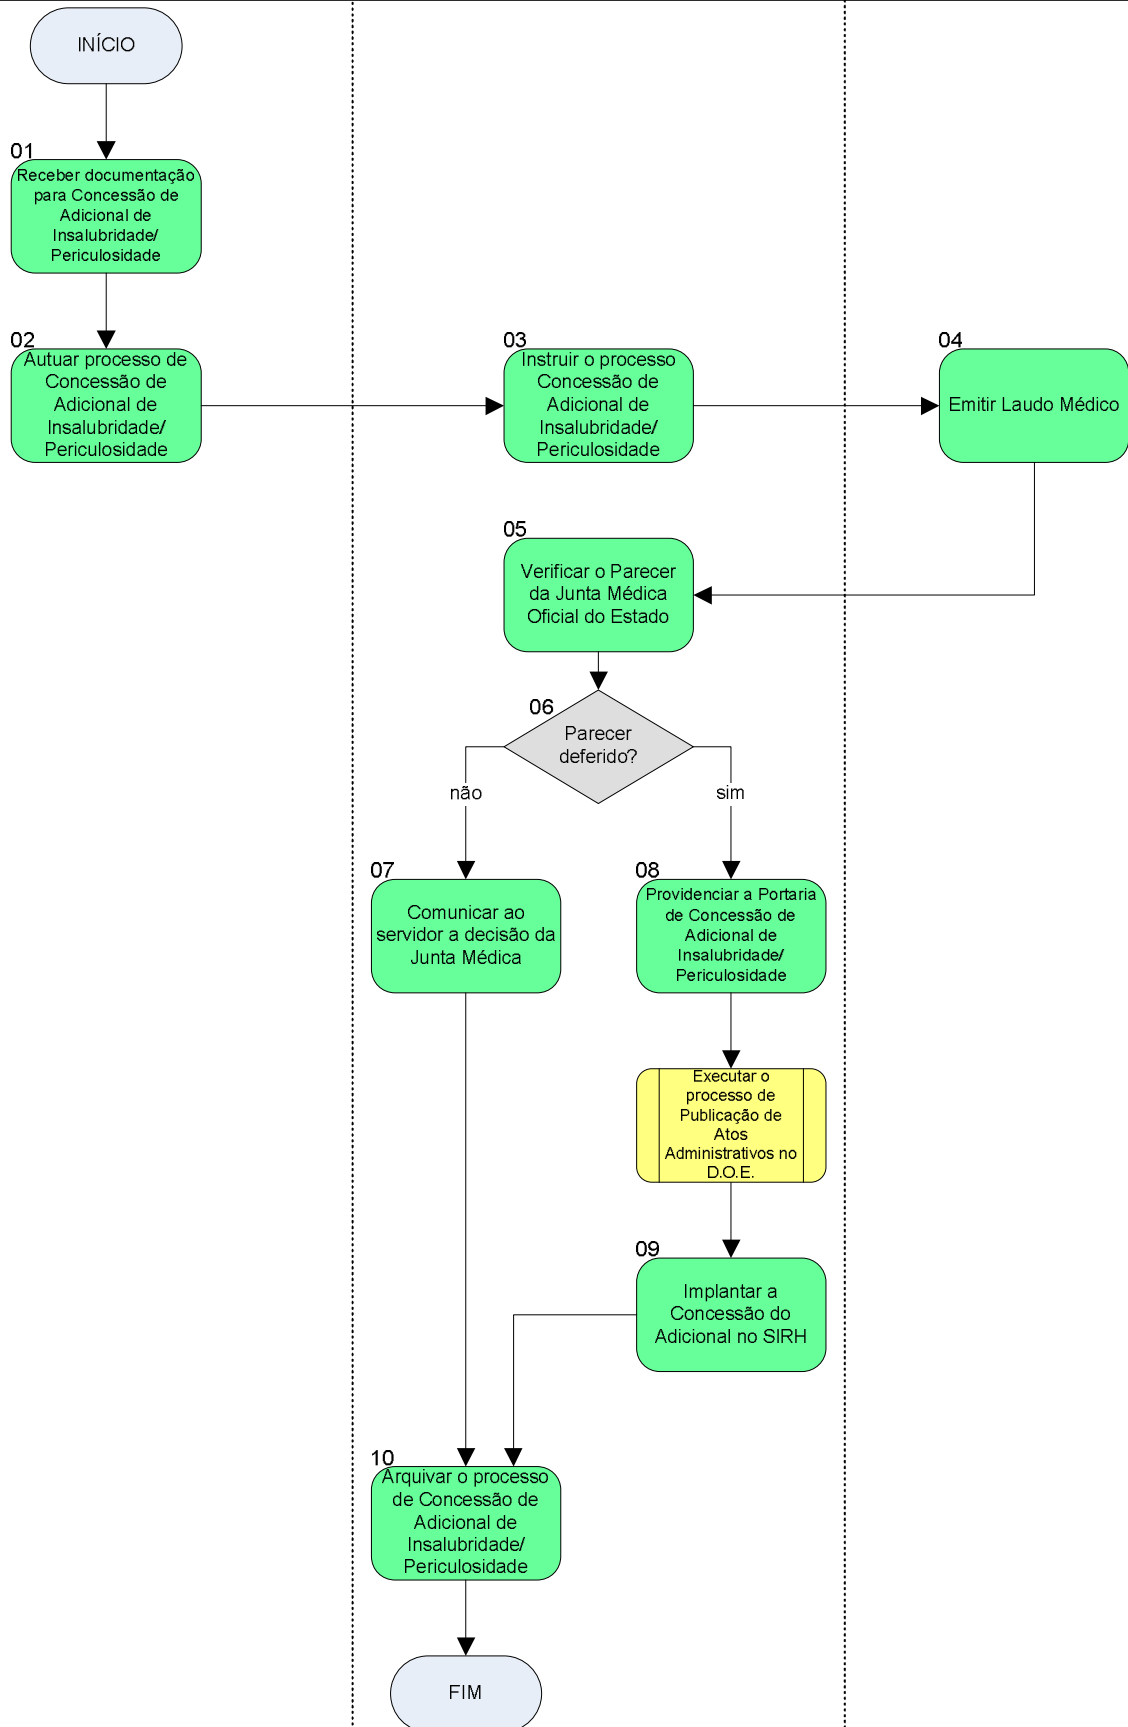 INÍCIO
01
Receber documentação
para Concessão de
Adicional de
Insalubridade/
Periculosidade
02
Autuar processo de
Concessão de
Adicional de
Insalubridade/
Periculosidade
03
Instruir o processo
Concessão de
Adicional de
Insalubridade/
Periculosidade
04
Emitir Laudo Médico
05
Verificar o Parecer
da Junta Médica
Oficial do Estado
06
Parecer
deferido?
não
sim
07
Comunicar ao
servidor a decisão da
Junta Médica
08
Providenciar a Portaria
de Concessão de
Adicional de
Insalubridade/
Periculosidade
Executar o
processo de
Publicação de
Atos
Administrativos no
D.O.E.
09
Implantar a
Concessão do
Adicional no SIRH
10
Arquivar o processo
de Concessão de
Adicional de
Insalubridade/
Periculosidade
FIM